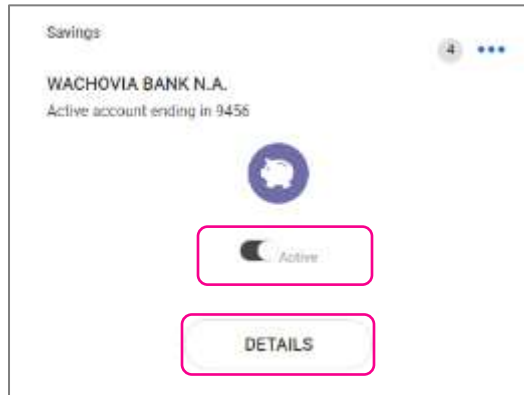 Savings
4
WACHOVIA BANK N.A.
Active account ending in 9456
Active
DETAILS